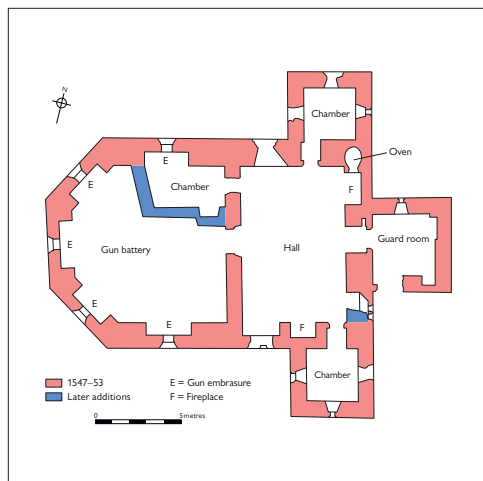 N
Chamber
Oven
E
Chamber
E
F
Guard room
E
Gun battery
Hall
E
E
F
Chamber
1547–53
E = Gun embrasure
Later additions
F = Fireplace
0
5metres